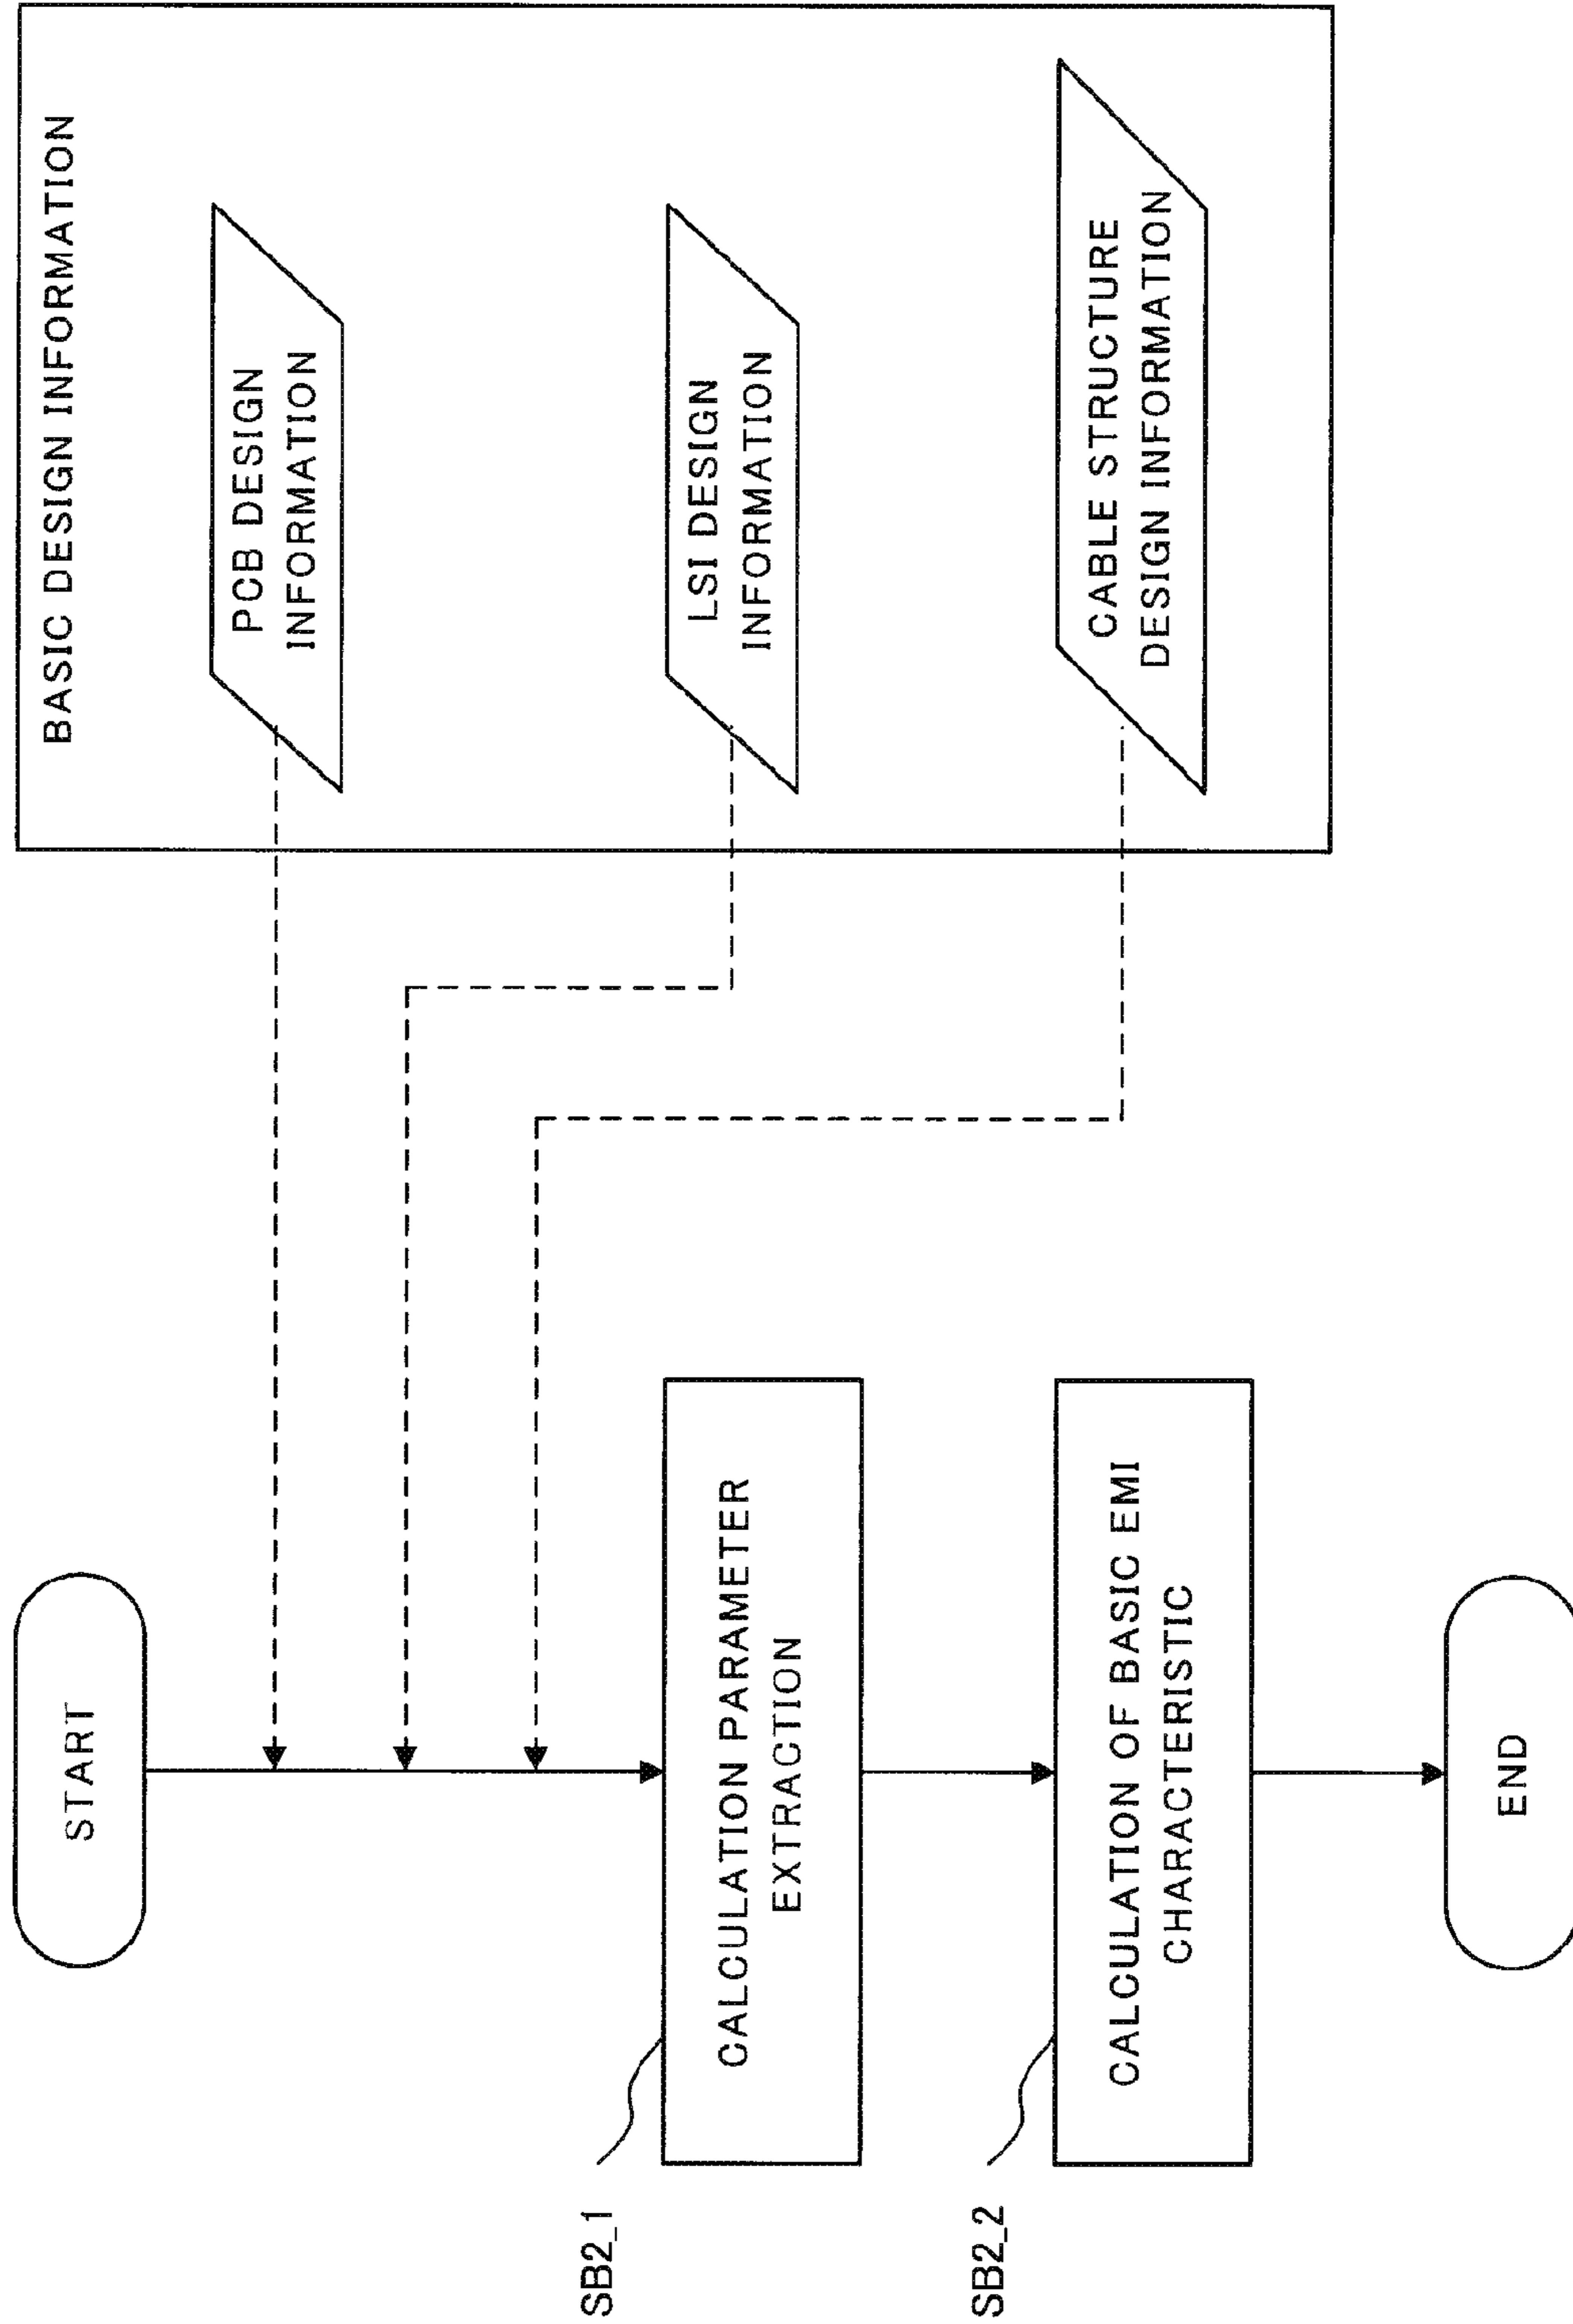 START
SB2_1
CALCULATION PARAMETER
EXTRACTION
SB2_2
CALCULATION OF BASIC EMI
CHARACTERISTIC
END
BASIC DESIGN INFORMATION
PCB DESIGN
INFORMATION
LSI DESIGN
INFORMATION
CABLE STRUCTURE
DESIGN INFORMATION